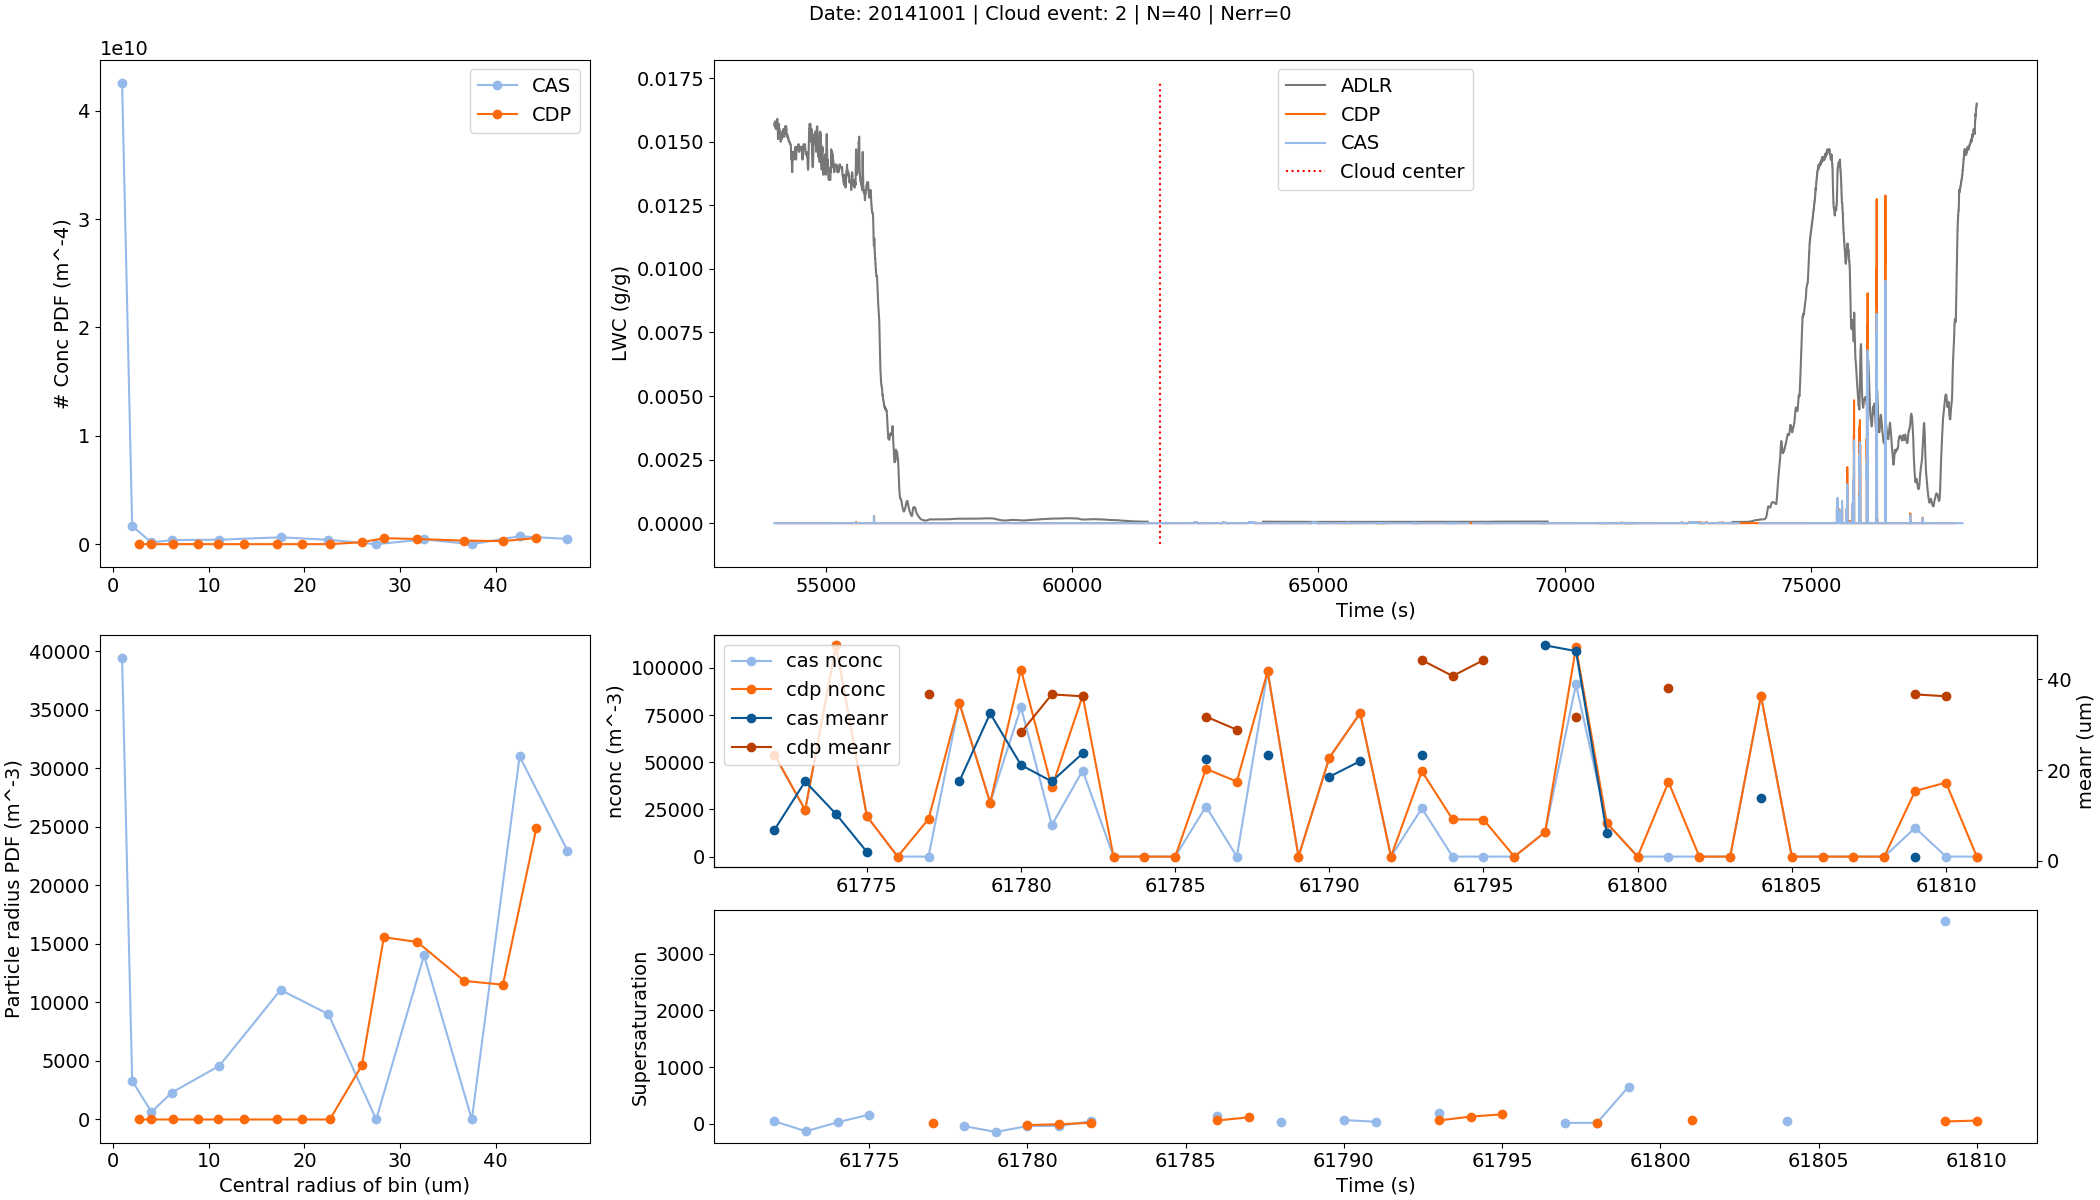 Date: 20141001 | Cloud event: 2 | N=40 | Nerr=0
1e10
# Conc PDF (m^-4)
4
3
2
1
0
0 10 20 30 40
CAS
CDP
LWC (g/g)
0.0175
0.0150
0.0125
0.0100
0.0075
0.0050
0.0025
0.0000
ADLR
CDP
CAS
Cloud center
55000 60000 65000 70000 75000
Time (s)
Particle radius PDF (m^-3)
40000
35000
30000
25000
20000
15000
10000
5000
0
0 10 20 30 40
Central radius of bin (um)
nconc (m^-3)
100000
75000
50000
25000
0
cas nconc
cdp nconc
cas meanr
cdp meanr
40
20
0
meanr (um)
61775 61780 61785 61790 61795 61800 61805 61810
Supersaturation
3000
2000
1000
0
61775 61780 61785 61790 61795 61800 61805 61810
Time (s)